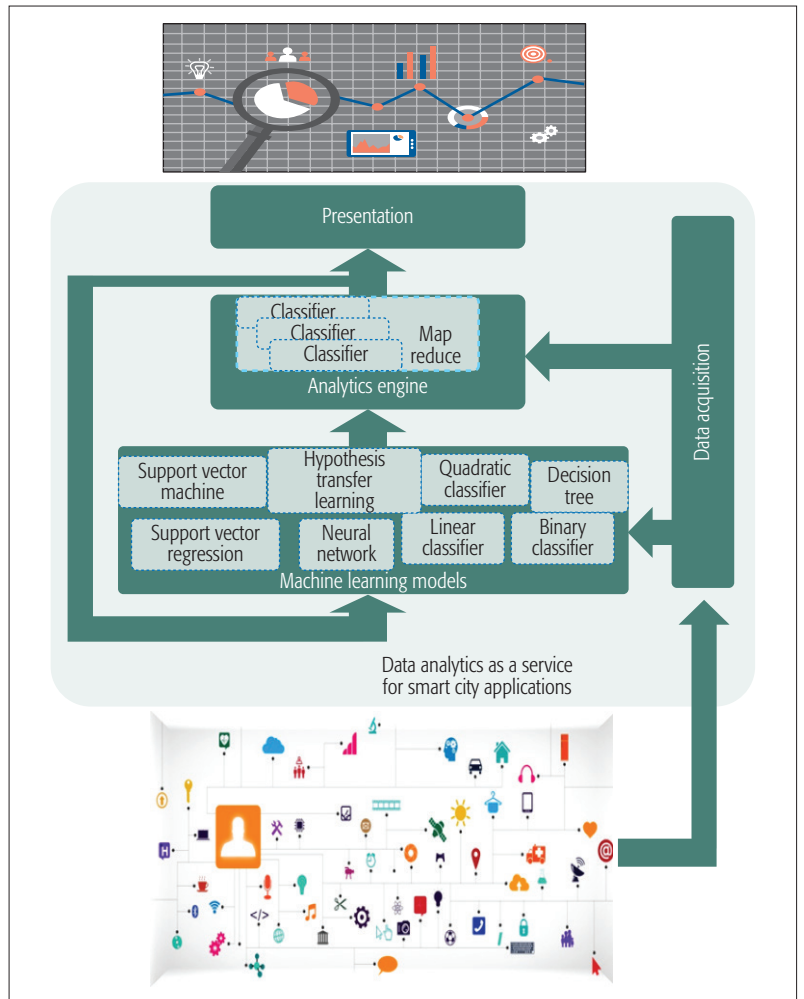 Presentation
Classifier
Classifier
Classifier
Map
reduce
Analytics engine
Data acquisition
Support vector
machine
Hypothesis
transfer
learning
Quadratic
classifier
Decision
tree
Support vector
regression
Neural
network
Linear
classifier
Binary
classifier
Machine learning models
Data analytics as a service
for smart city applications
H
@
</>